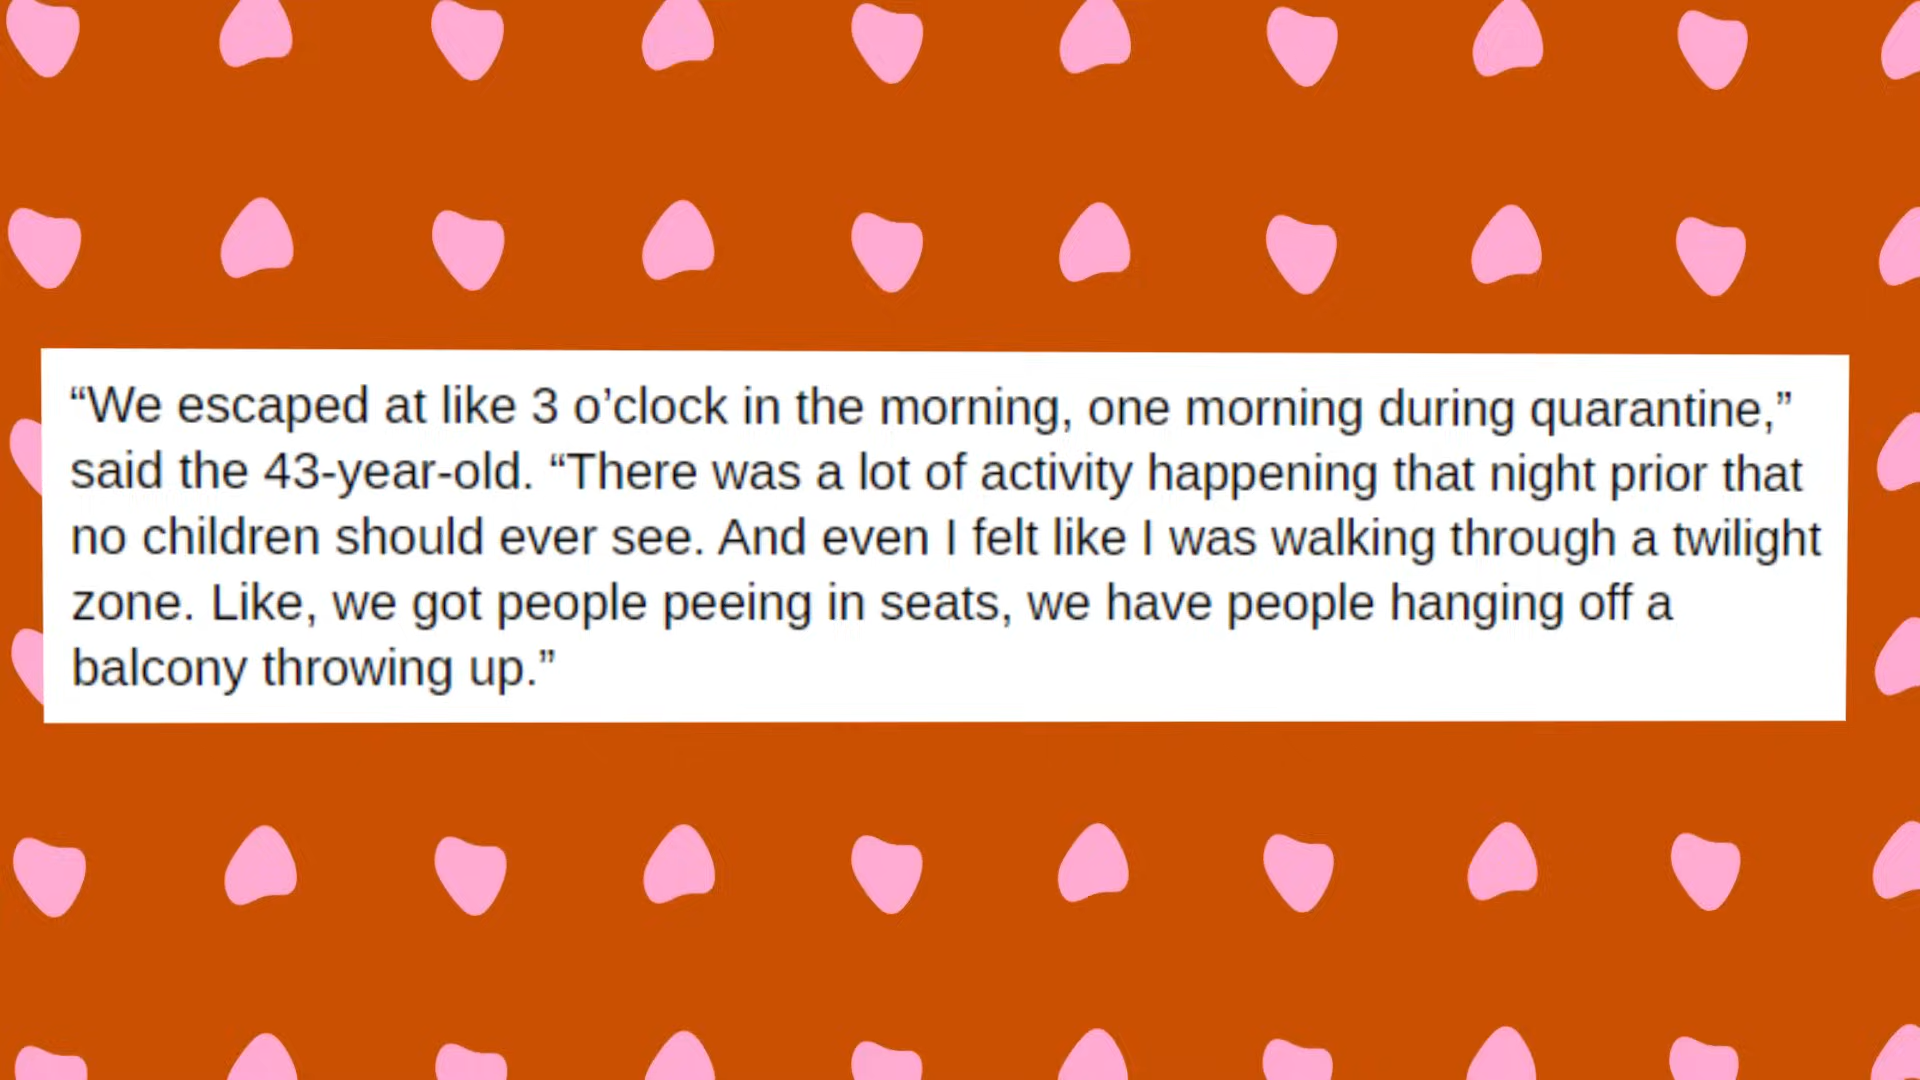 “We escaped at like 3 o’clock in the morning, one morning during quarantine,”
said the 43-year-old. “There was a lot of activity happening that night prior that
no children should ever see. And even I felt like I was walking through a twilight
zone. Like, we got people peeing in seats, we have people hanging off a
balcony throwing up.”